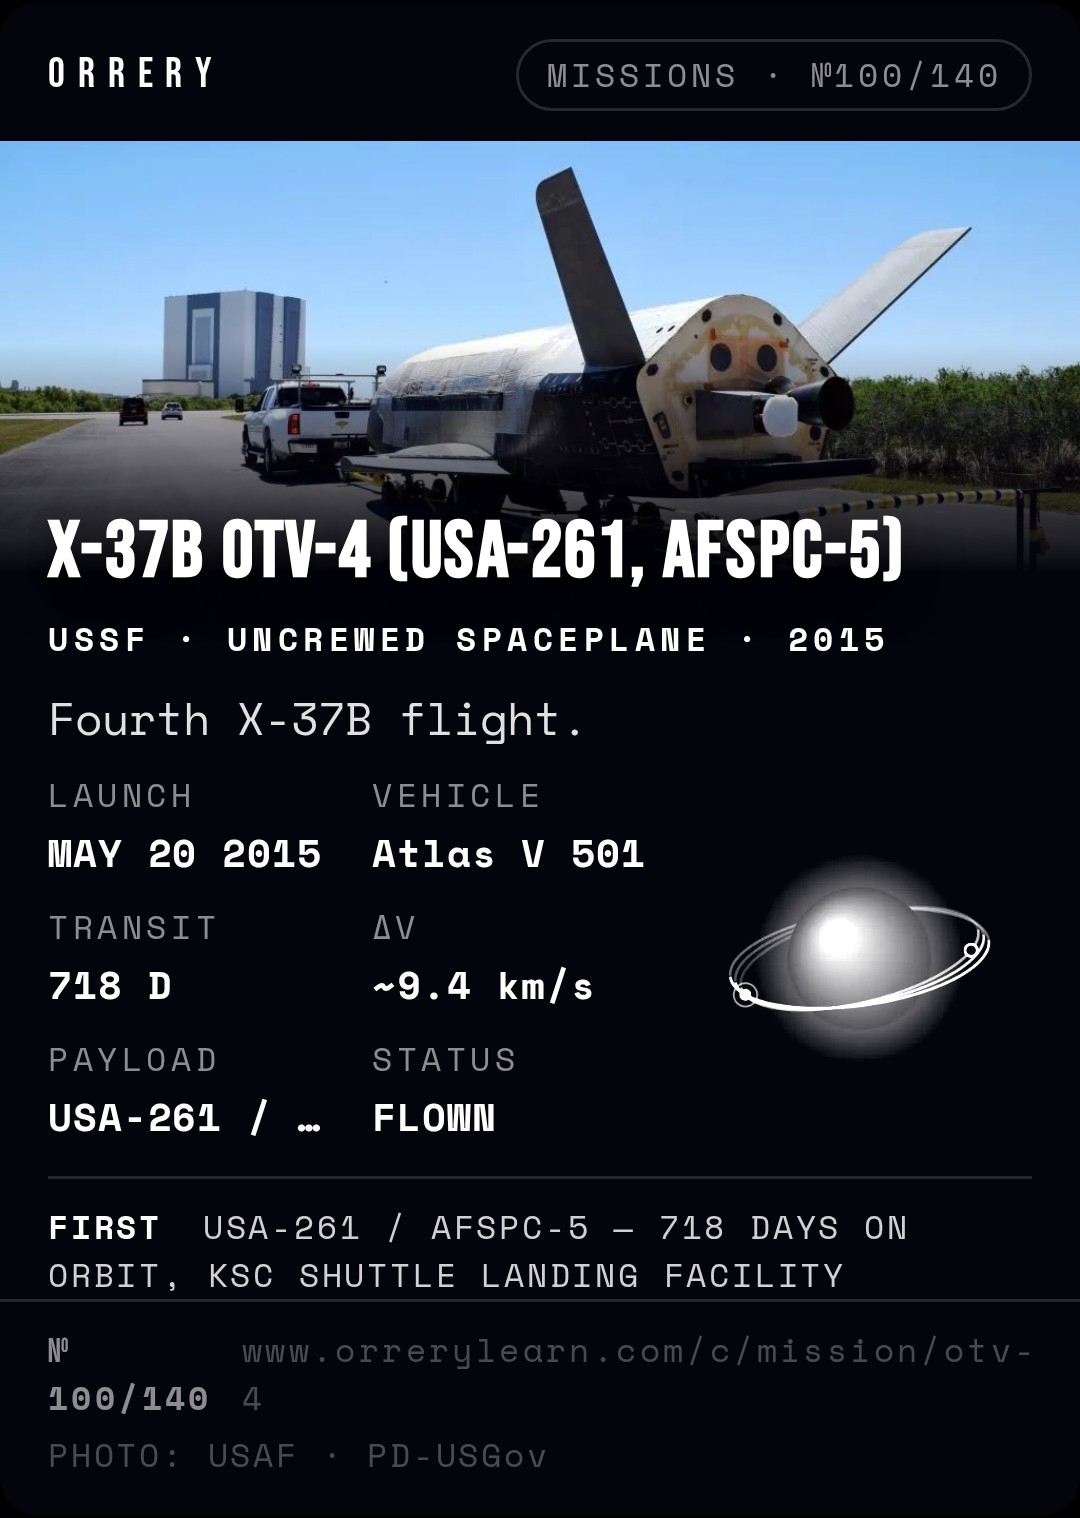 ORRERY
MISSIONS · №100/140
X-37B OTV-4 (USA-261, AFSPC-5)
USSF · UNCREWED SPACEPLANE · 2015
Fourth X-37B flight.
LAUNCH VEHICLE
MAY 20 2015 Atlas V 501
TRANSIT ΔV
718 D ~9.4 km/s
PAYLOAD STATUS
USA-261 / … FLOWN
FIRST USA-261 / AFSPC-5 — 718 DAYS ON
ORBIT, KSC SHUTTLE LANDING FACILITY
№ www.orrerylearn.com/c/mission/otv-
100/140 4
PHOTO: USAF · PD-USGov